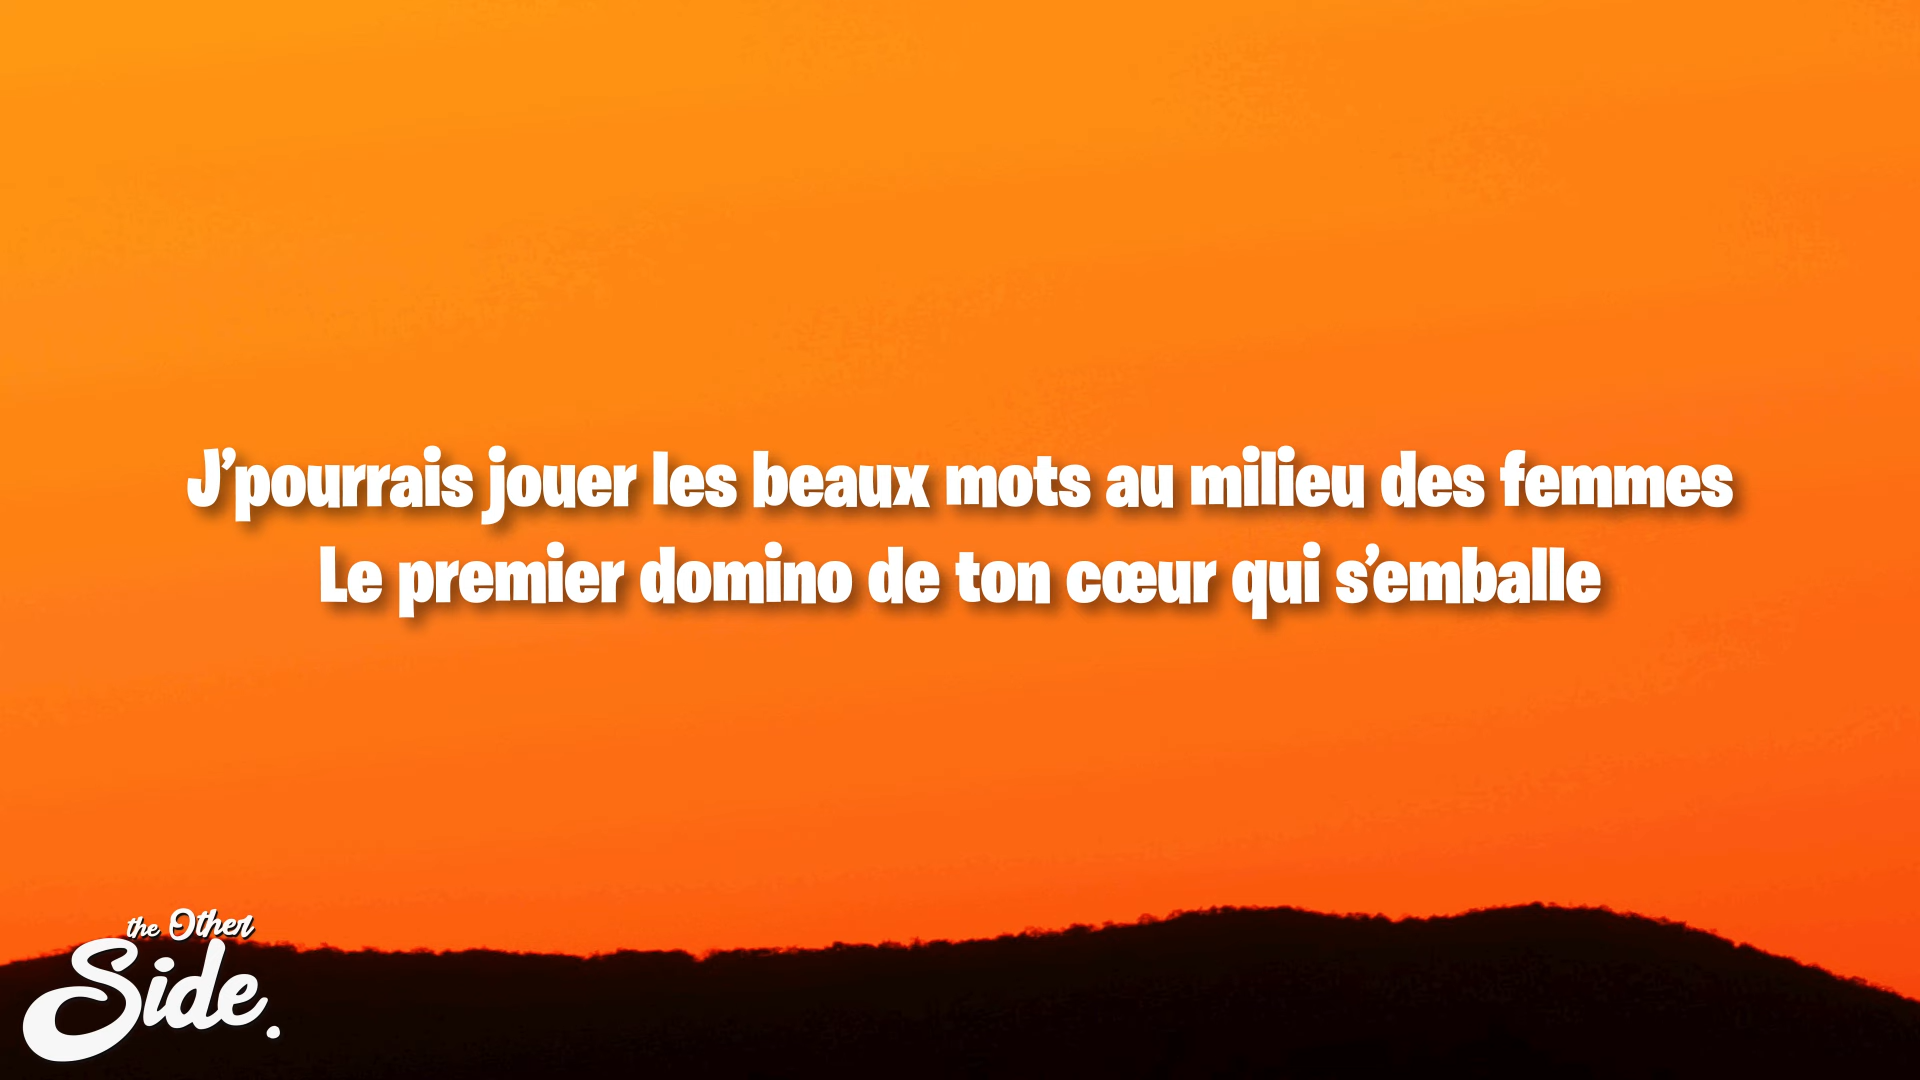 J’pourrais jouer les beaux mots au milieu des femmes
Le premier domino de ton cœur qui s’emballe
the Other
Side.